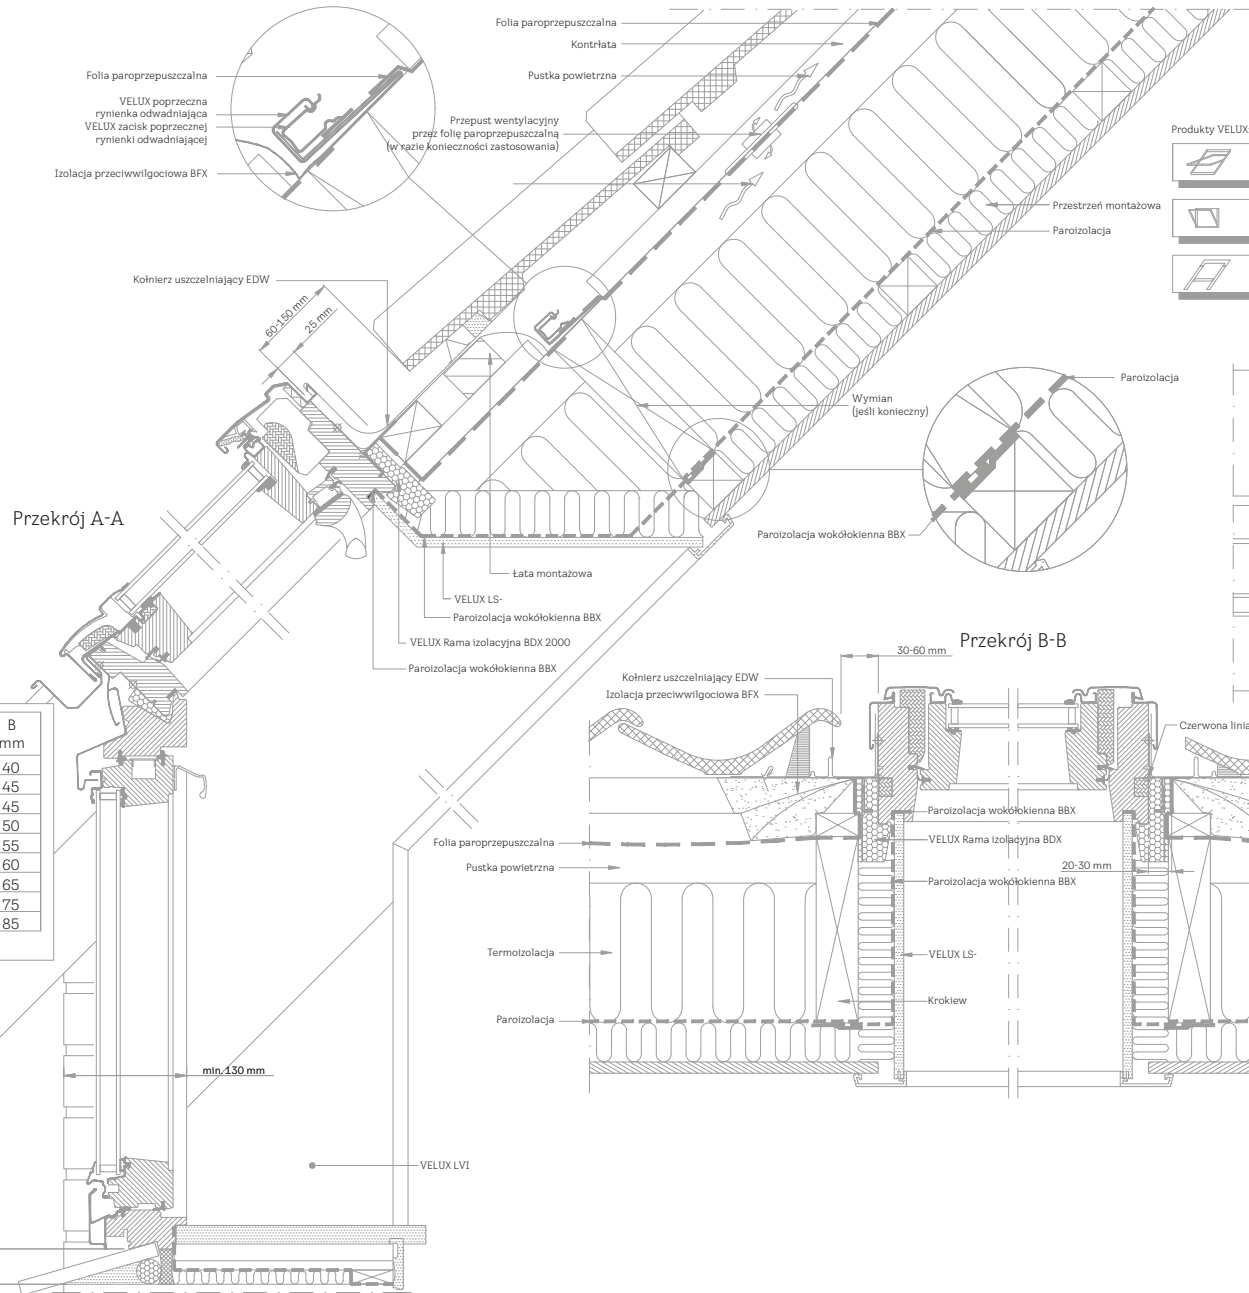 Folia paroprzepuszczalna
VELUX poprzeczna
rynienka odwadniająca
VELUX zacisk poprzecznej
rynienki odwadniającej
Izolacja przeciwwilgociowa BFX
Folia paroprzepuszczalna
Kontrłata
Pustka powietrzna
Przepust wentylacyjny
przez folię paroprzepuszczalną
(w razie konieczności zastosowania)
Produkty VELUX:
Przestrzeń montażowa
Paroizolacja
Kołnierz uszczelniający EDW
60-150 mm
25 mm
Wymian
(jeśli konieczny)
Paroizolacja
Paroizolacja wokółokienna BBX
Przekrój A-A
Łata montażowa
VELUX LS-
Paroizolacja wokółokienna BBX
VELUX Rama izolacyjna BDX 2000
Paroizolacja wokółokienna BBX
B
mm
40
45
45
50
55
60
65
75
85
min. 130 mm
VELUX LVI
Przekrój B-B
30-60 mm
Kołnierz uszczelniający EDW
Izolacja przeciwwilgociowa BFX
Czerwona linia
Paroizolacja wokółokienna BBX
Folia paroprzepuszczalna
VELUX Rama izolacyjna BDX
Pustka powietrzna
20-30 mm
Paroizolacja wokółokienna BBX
Termoizolacja
VELUX LS-
Krokiew
Paroizolacja